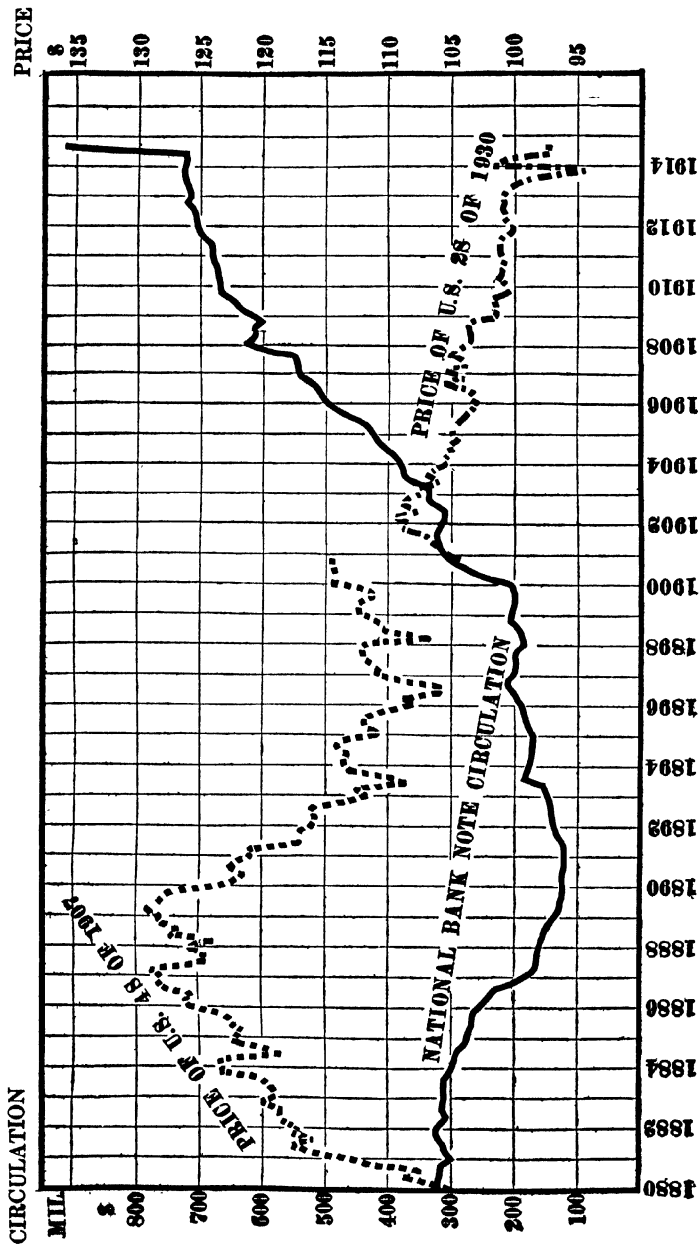 PRICE
$ 135 130 125 120 115 110 105 100 95
PRICE OF U.S. 2S OF 1930
PRICE OF U.S. 4S OF 1907
NATIONAL BANK NOTE CIRCULATION
1914
1912
1910
1908
1906
1904
1902
1900
1898
1896
1894
1892
1890
1888
1886
1884
1882
1880
CIRCULATION
MIL
$ 800 700 600 500 400 300 200 100